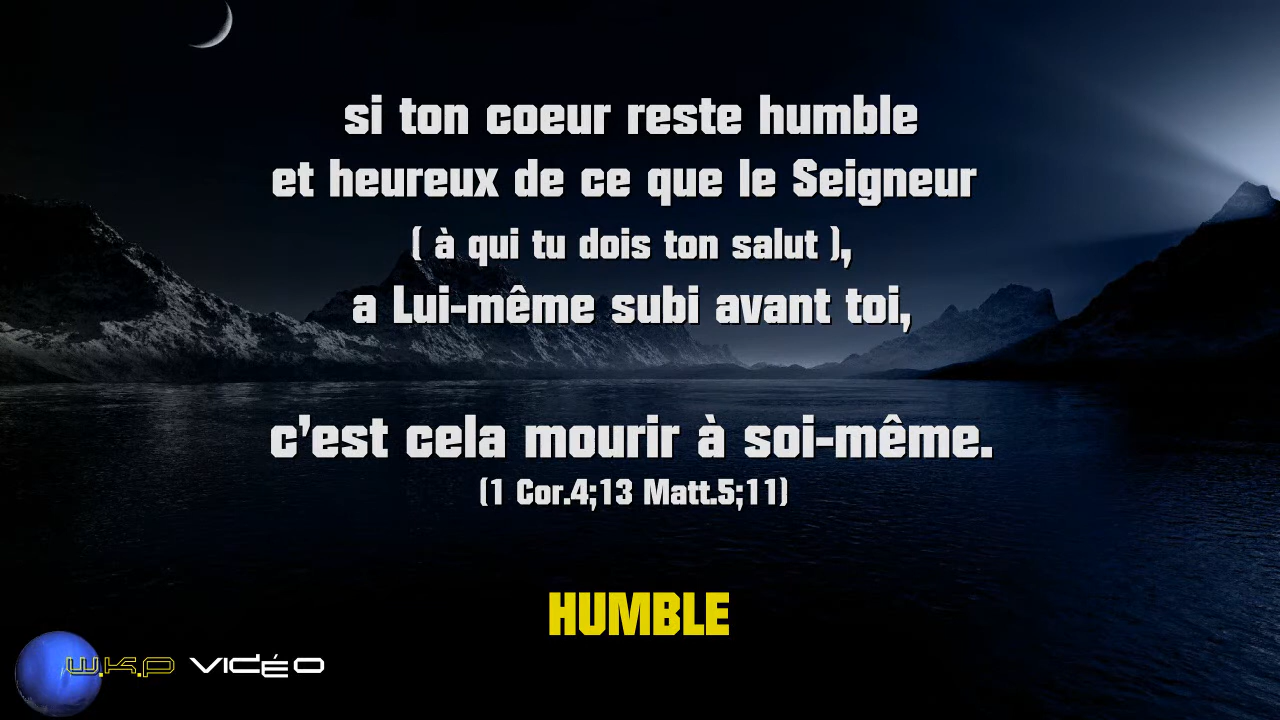 si ton coeur reste humble
et heureux de ce que le Seigneur
( à qui tu dois ton salut ),
a Lui-même subi avant toi,
c'est cela mourir à soi-même.
(1 Cor.4;13 Matt.5;11)
HUMBLE
W.K.P VIDÉO